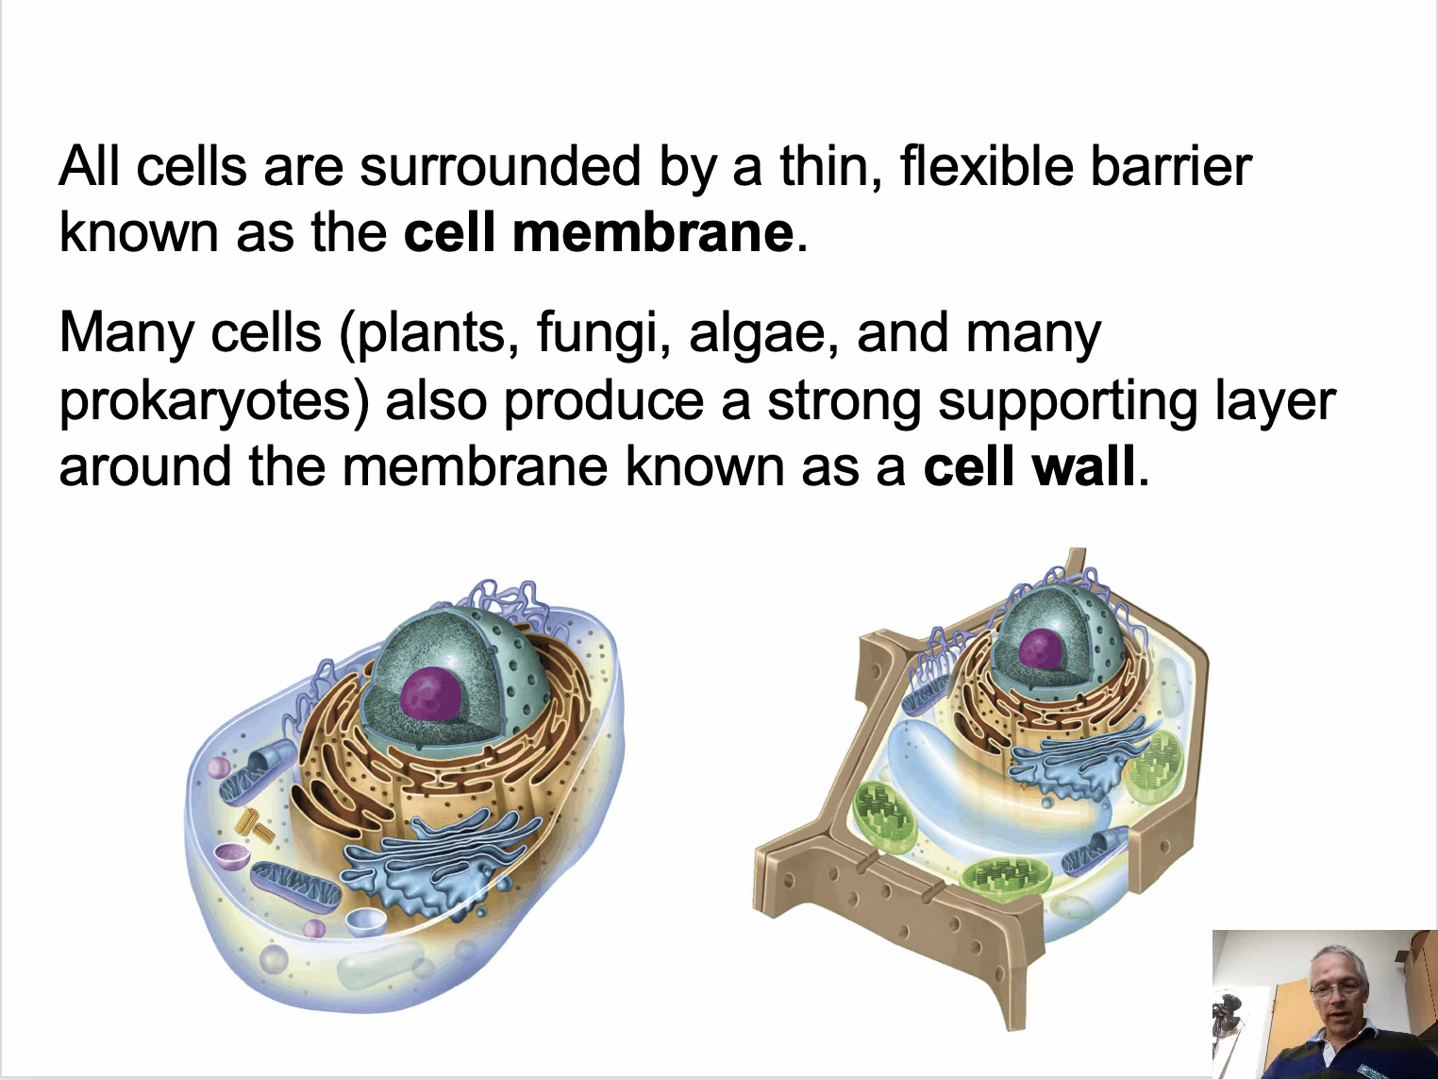 All cells are surrounded by a thin, flexible barrier
known as the cell membrane.
Many cells (plants, fungi, algae, and many
prokaryotes) also produce a strong supporting layer
around the membrane known as a cell wall.